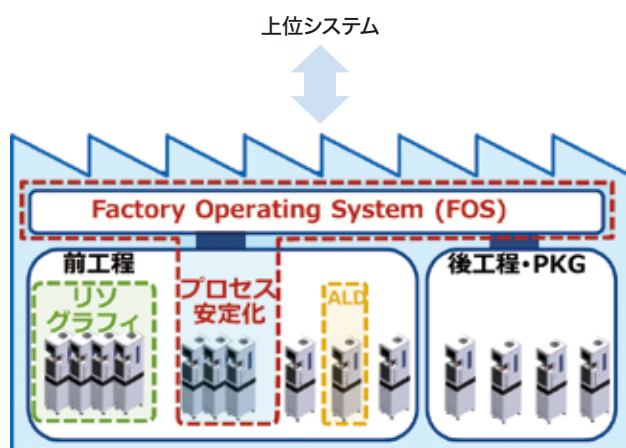 上位システム
Factory Operating System (FOS)
前工程
リソ
グラフィ
プロセス
安定化
ALD
後工程・PKG